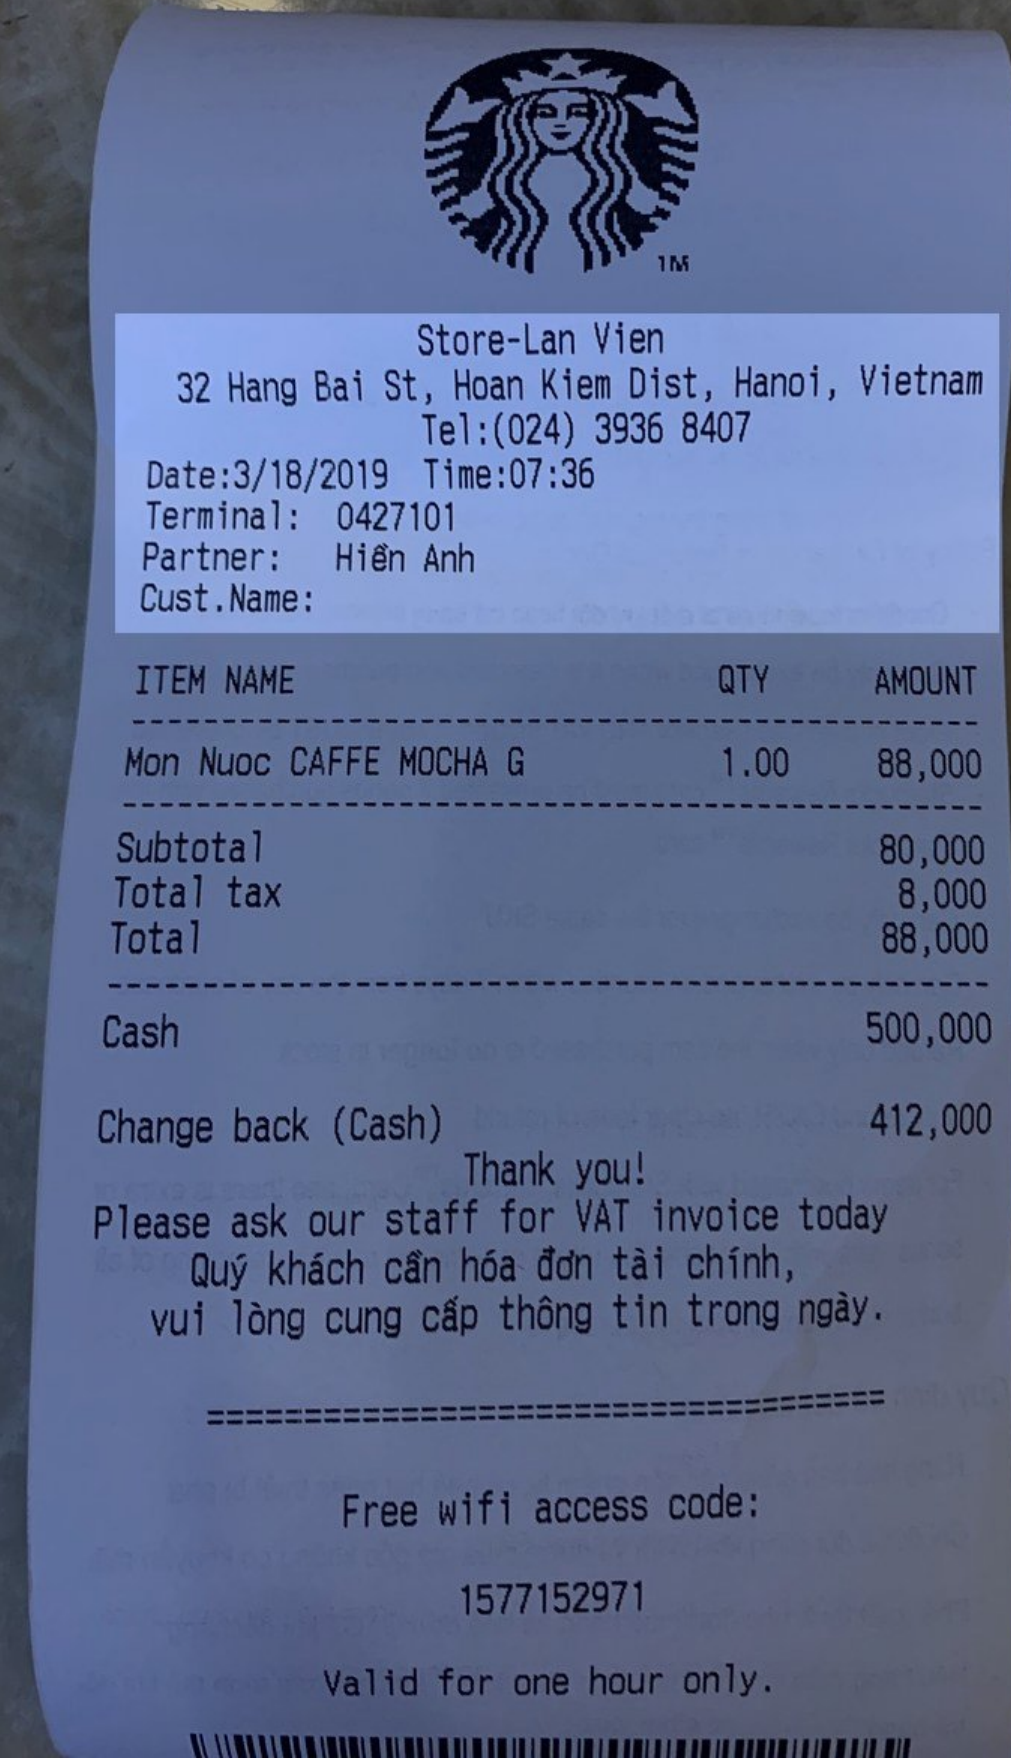 TM
Store-Lan Vien
32 Hang Bai St, Hoan Kiem Dist, Hanoi, Vietnam
Tel:(024) 3936 8407
Date:3/18/2019 Time:07:36
Terminal: 0427101
Partner: Hiền Anh
Cust.Name:
ITEM NAME QTY AMOUNT
------------------------------------------------
Mon Nuoc CAFFE MOCHA G 1.00 88,000
------------------------------------------------
Subtotal 80,000
Total tax 8,000
Total 88,000
------------------------------------------------
Cash 500,000
Change back (Cash) 412,000
Thank you!
Please ask our staff for VAT invoice today
Quý khách cần hóa đơn tài chính,
vui lòng cung cấp thông tin trong ngày.
===================================
Free wifi access code:
1577152971
Valid for one hour only.